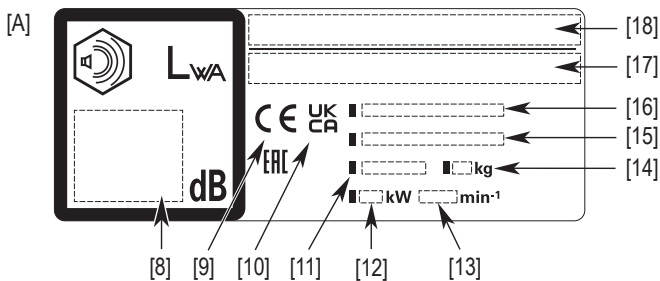 [A]
[18]
LWA
[17]
CE UK CA
[16]
[15]
EAC
kg
[14]
dB
kW min-1
[8] [9] [10] [11] [12] [13]